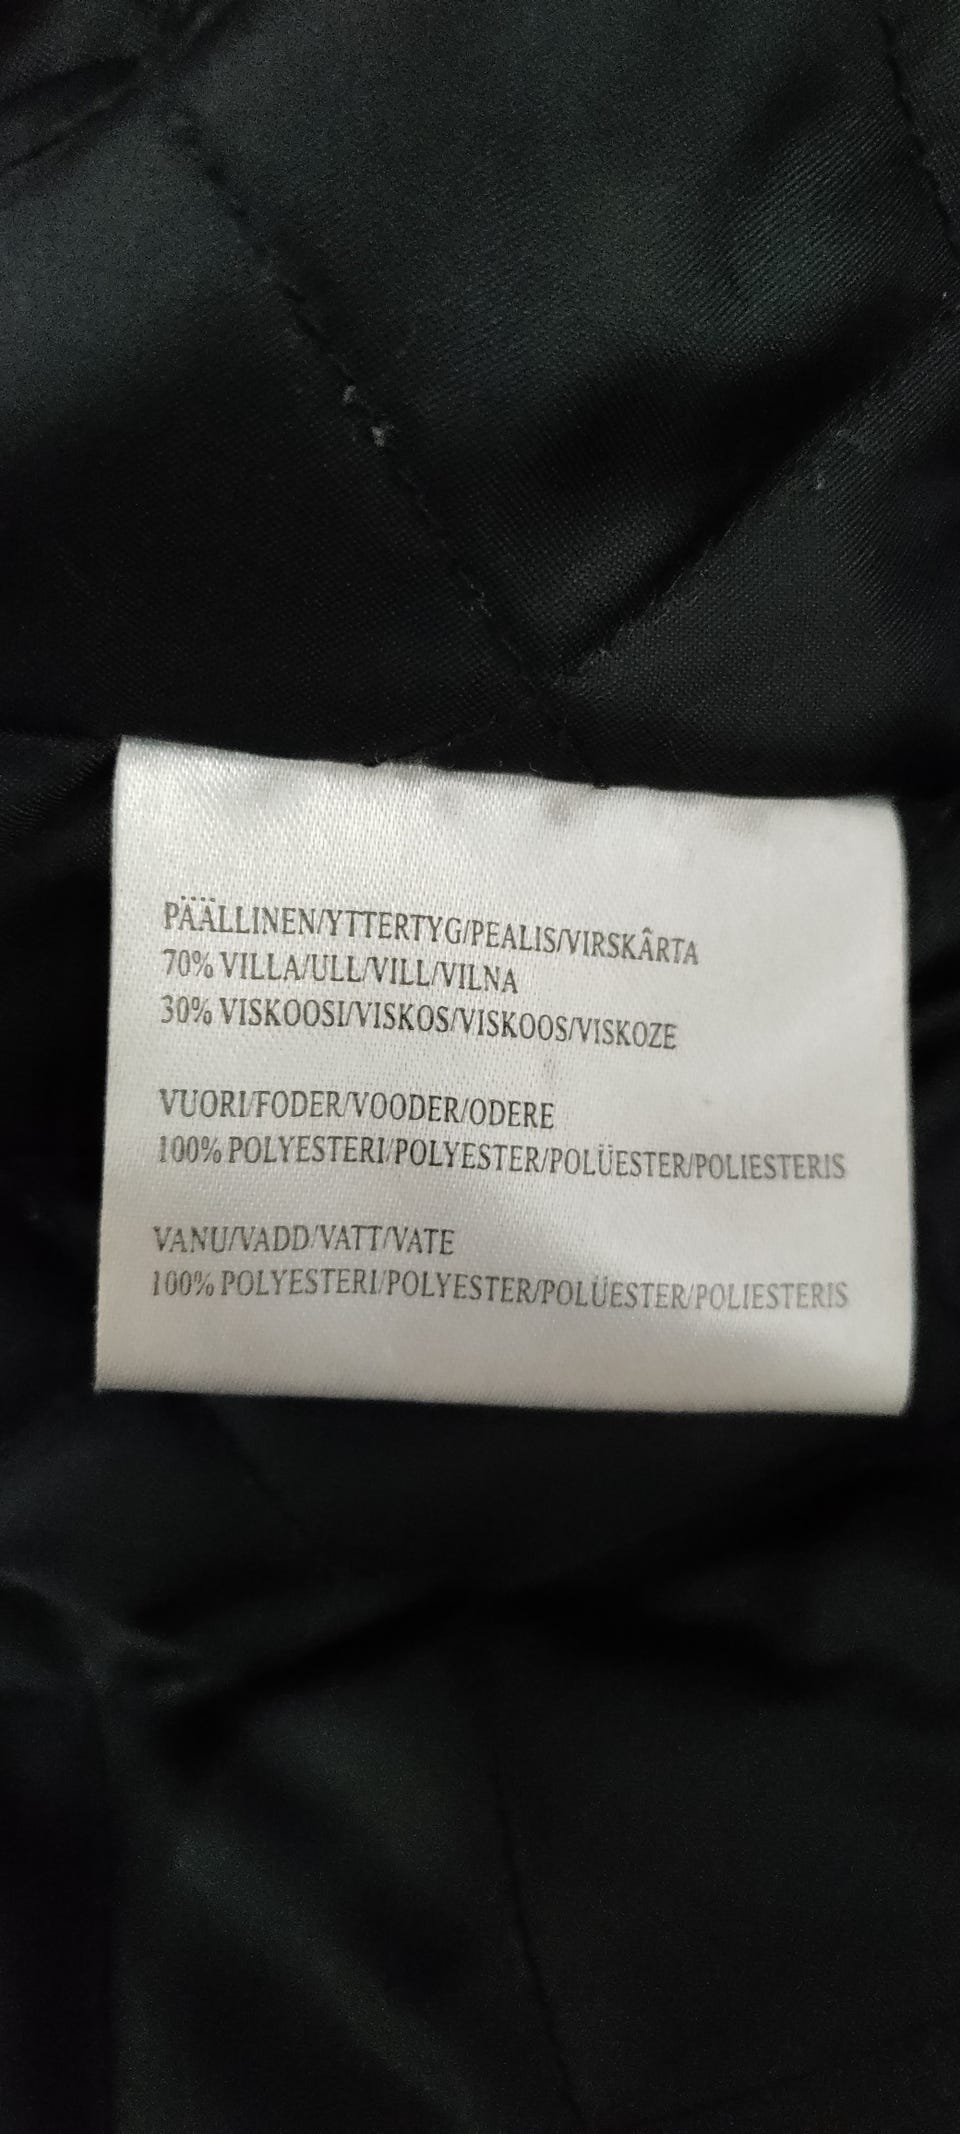 PÄÄLLINEN/YTTERTYG/PEALIS/VIRSKÂRTA
70% VILLA/ULL/VILL/VILNA
30% VISKOOSI/VISKOS/VISKOOS/VISKOZE
VUORI/FODER/VOODER/ODERE
100% POLYESTERI/POLYESTER/POLÜESTER/POLIESTERIS
VANU/VADD/VATT/VATE
100% POLYESTERI/POLYESTER/POLÜESTER/POLIESTERIS